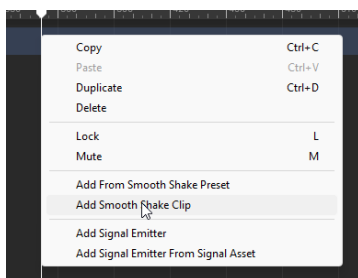 Copy Ctrl+C
Paste Ctrl+V
Duplicate Ctrl+D
Delete
Lock L
Mute M
Add From Smooth Shake Preset
Add Smooth Shake Clip
Add Signal Emitter
Add Signal Emitter From Signal Asset